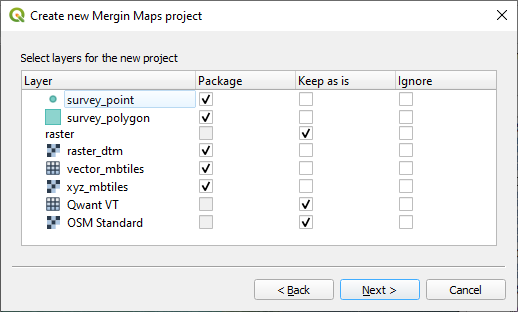 Create new Mergin Maps project
Select layers for the new project
Layer Package Keep as is Ignore
survey_point
survey_polygon
raster
raster_dtm
vector_mbtiles
xyz_mbtiles
Qwant VT
OSM Standard
< Back Next > Cancel